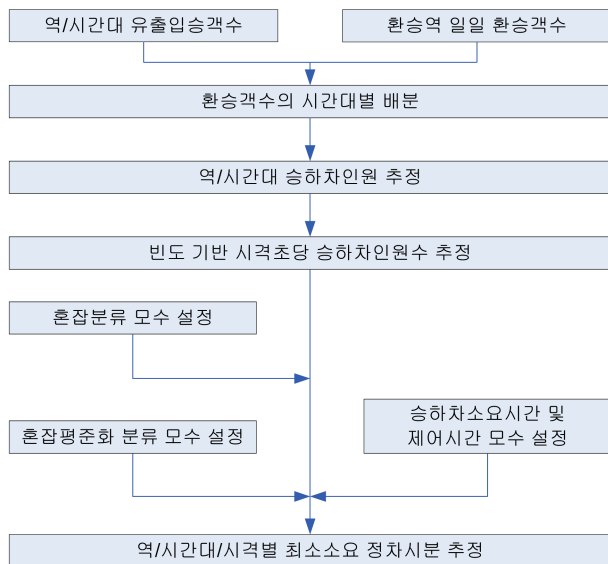 역/시간대 유출입승객수
환승역 일일 환승객수
환승객수의 시간대별 배분
역/시간대 승하차인원 추정
빈도 기반 시격초당 승하차인원수 추정
혼잡분류 모수 설정
승하차소요시간 및
제어시간 모수 설정
혼잡평준화 분류 모수 설정
역/시간대/시격별 최소소요 정차시분 추정